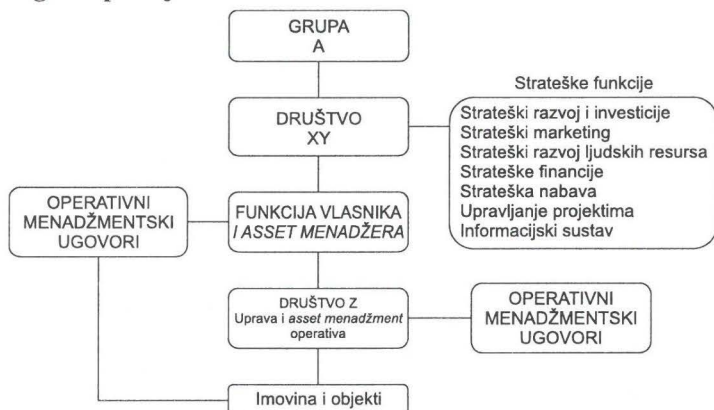 GRUPA
A
Strateške funkcije
DRUŠTVO
XY
Strateški razvoj i investicije
Strateški marketing
Strateški razvoj ljudskih resursa
Strateške financije
Strateška nabava
Upravljanje projektima
Informacijski sustav
OPERATIVNI
MENADŽMENTSKI
UGOVORI
FUNKCIJA VLASNIKA
I ASSET MENADŽERA
DRUŠTVO Z
Uprava i asset menadžment
operativa
OPERATIVNI
MENADŽMENTSKI
UGOVORI
Imovina i objekti